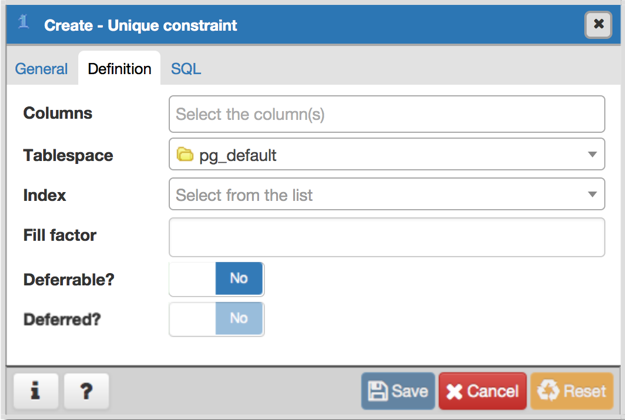 Create - Unique constraint
General Definition SQL
Columns Select the column(s)
Tablespace pg_default
Index Select from the list
Fill factor
Deferrable? No
Deferred? No
i ? Save Cancel Reset